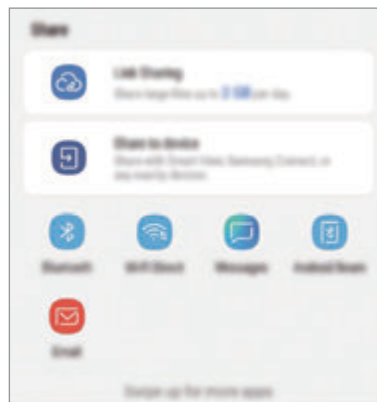 Share
Link Sharing
Share large files up to 2 GB per day.
Share to device
Share with Smart View, Samsung Connect, or
any nearby devices.
Bluetooth Wi-Fi Direct Messages Android Beam
Email
Swipe up for more apps